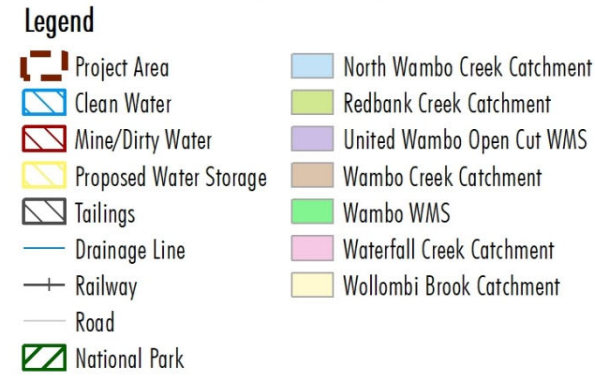 Legend
Project Area
Clean Water
Mine/Dirty Water
Proposed Water Storage
Tailings
Drainage Line
Railway
Road
National Park
North Wambo Creek Catchment
Redbank Creek Catchment
United Wambo Open Cut WMS
Wambo Creek Catchment
Wambo WMS
Waterfall Creek Catchment
Wollombi Brook Catchment